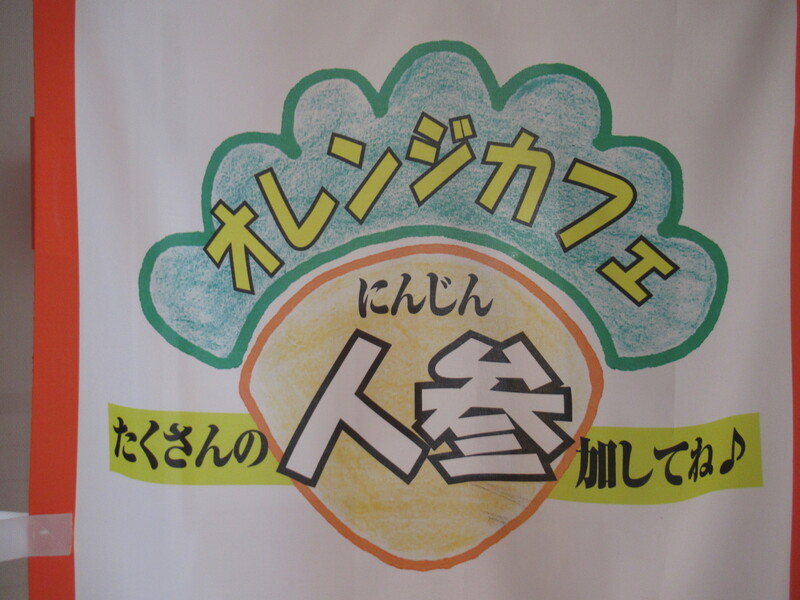 オレンジカフェ
にんじん
たくさんの人参加してね♪